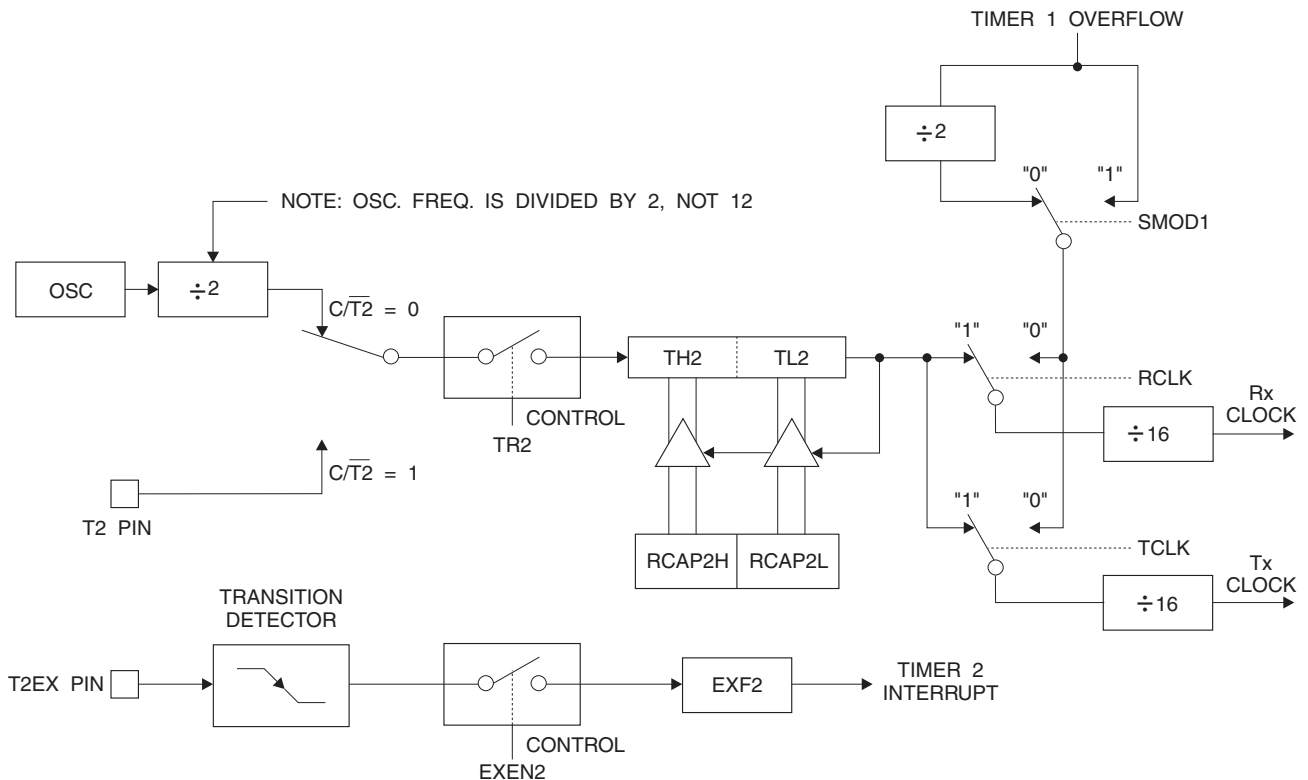 TIMER 1 OVERFLOW
÷2
"0" "1"
NOTE: OSC. FREQ. IS DIVIDED BY 2, NOT 12
SMOD1
OSC
÷2
C/T2̅ = 0
"1" "0"
TH2 TL2
RCLK
Rx
CLOCK
CONTROL
TR2
÷16
C/T2̅ = 1
T2 PIN
"1" "0"
TCLK
RCAP2H RCAP2L
Tx
CLOCK
÷16
TRANSITION
DETECTOR
T2EX PIN
EXF2
TIMER 2
INTERRUPT
CONTROL
EXEN2